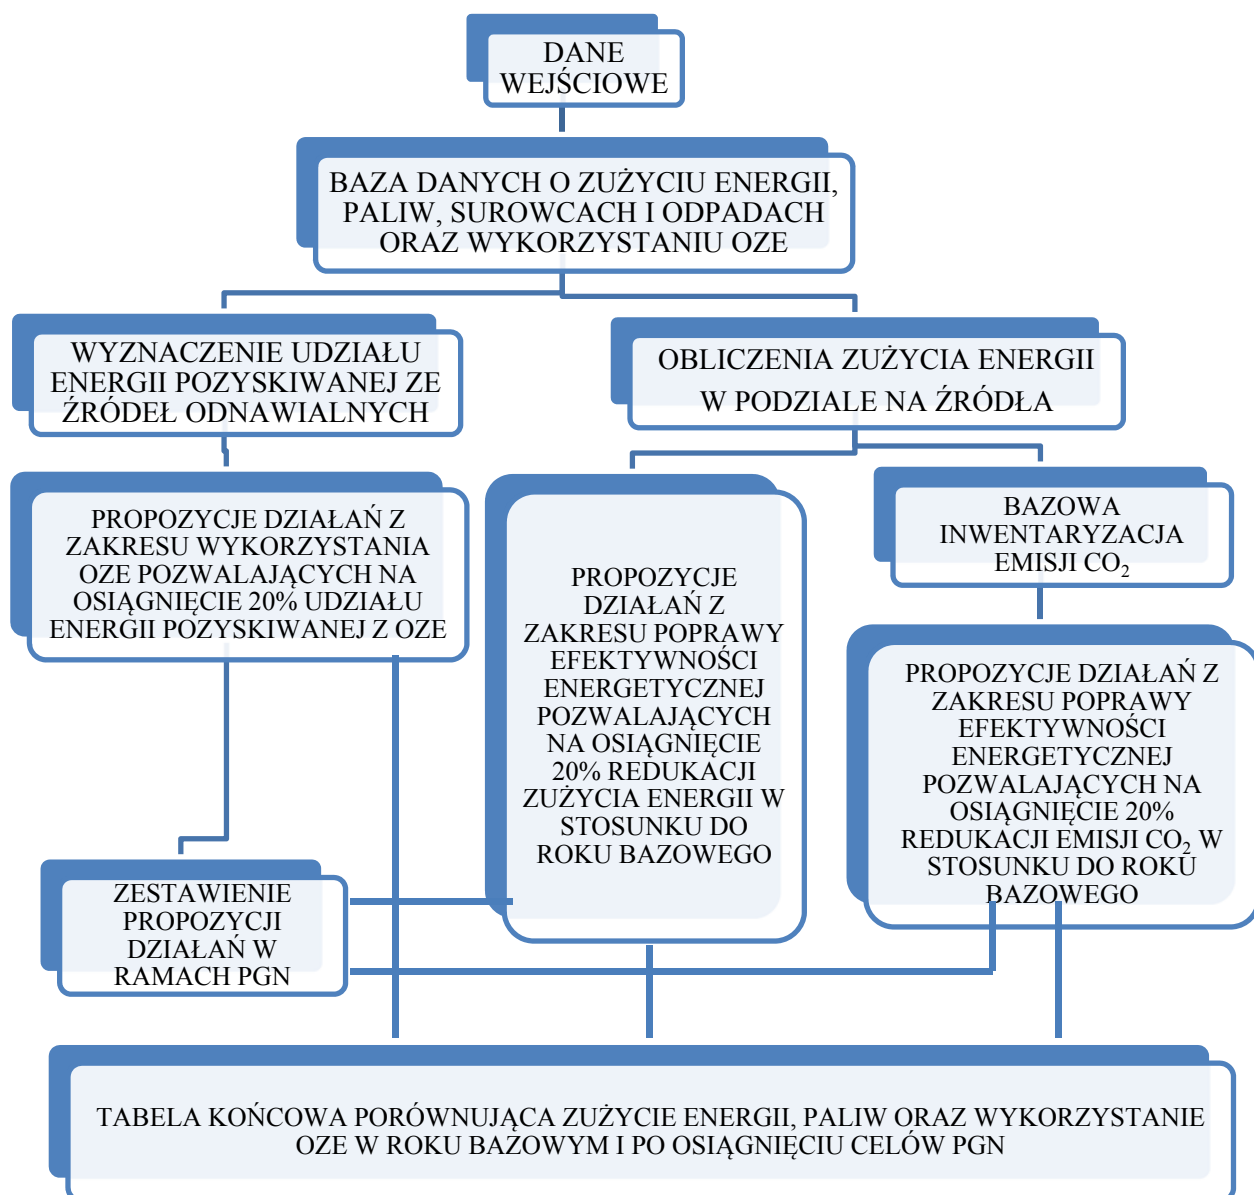 DANE
WEJŚCIOWE
BAZA DANYCH O ZUŻYCIU ENERGII,
PALIW, SUROWCACH I ODPADACH
ORAZ WYKORZYSTANIU OZE
WYZNACZENIE UDZIAŁU
ENERGII POZYSKIWANEJ ZE
ŹRÓDEŁ ODNAWIALNYCH
OBLICZENIA ZUŻYCIA ENERGII
W PODZIALE NA ŹRÓDŁA
PROPOZYCJE DZIAŁAŃ Z
ZAKRESU WYKORZYSTANIA
OZE POZWALAJĄCYCH NA
OSIĄGNIĘCIE 20% UDZIAŁU
ENERGII POZYSKIWANEJ Z OZE
PROPOZYCJE
DZIAŁAŃ Z
ZAKRESU POPRAWY
EFEKTYWNOŚCI
ENERGETYCZNEJ
POZWALAJĄCYCH
NA OSIĄGNIĘCIE
20% REDUKACJI
ZUŻYCIA ENERGII W
STOSUNKU DO
ROKU BAZOWEGO
BAZOWA
INWENTARYZACJA
EMISJI CO₂
PROPOZYCJE DZIAŁAŃ Z
ZAKRESU POPRAWY
EFEKTYWNOŚCI
ENERGETYCZNEJ
POZWALAJĄCYCH NA
OSIĄGNIĘCIE 20%
REDUKACJI EMISJI CO₂ W
STOSUNKU DO ROKU
BAZOWEGO
ZESTAWIENIE
PROPOZYCJI
DZIAŁAŃ W
RAMACH PGN
TABELA KOŃCOWA PORÓWNUJĄCA ZUŻYCIE ENERGII, PALIW ORAZ WYKORZYSTANIE
OZE W ROKU BAZOWYM I PO OSIĄGNIĘCIU CELÓW PGN